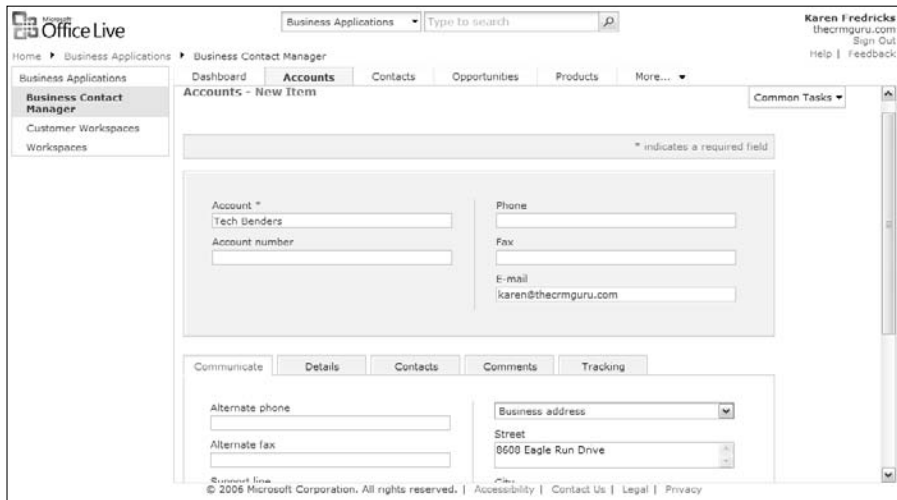 Microsoft
Office Live
Business Applications
Type to search
Karen Fredricks
thecrmguru.com
Sign Out
Help | Feedback
Home Business Applications Business Contact Manager
Business Applications
Business Contact
Manager
Customer Workspaces
Workspaces
Dashboard Accounts Contacts Opportunities Products More...
Accounts - New Item
Common Tasks
* indicates a required field
Account *
Tech Benders
Account number
Phone
Fax
E-mail
karen@thecrmguru.com
Communicate Details Contacts Comments Tracking
Alternate phone
Alternate fax
Support line
Business address
Street
8608 Eagle Run Drive
City
© 2006 Microsoft Corporation. All rights reserved. | Accessibility | Contact Us | Legal | Privacy